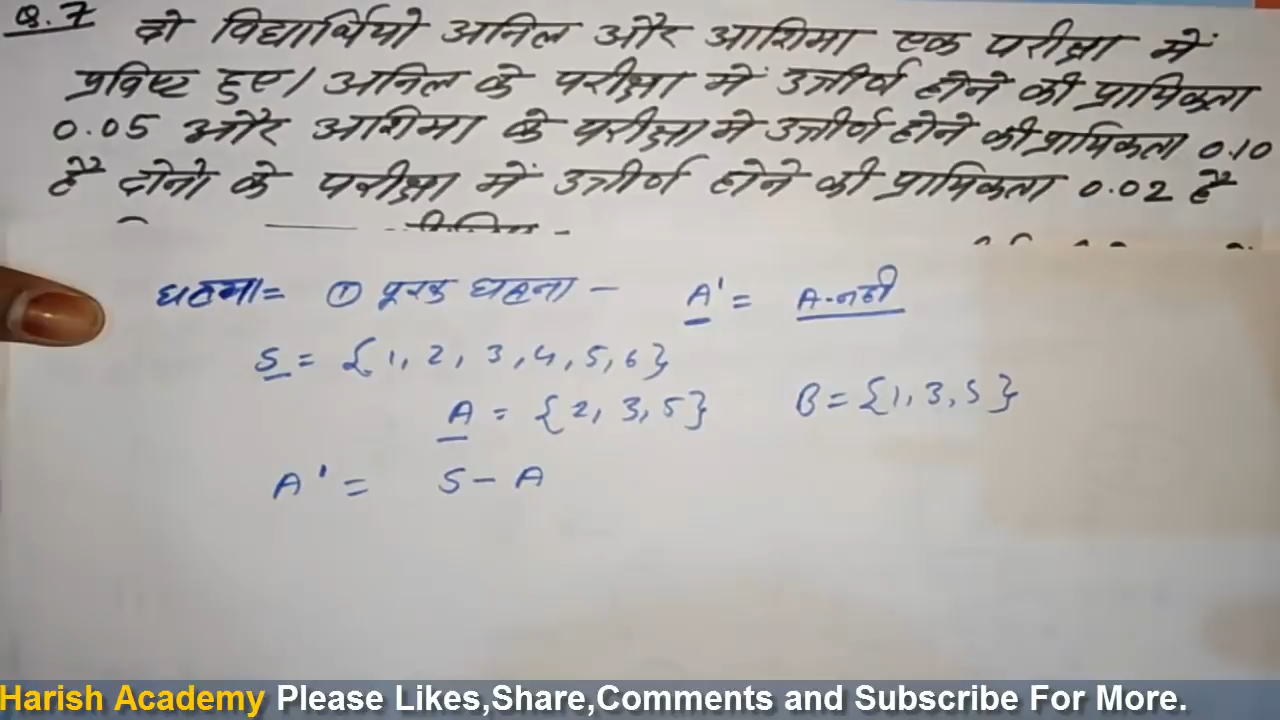 Q.7 दो विद्यार्थियो अनिल और आशिमा एक परीक्षा में
प्रविष्ट हुए। अनिल के परीक्षा में उत्तीर्ण होने की प्रामिकता
0.05 और आशिमा के परीक्षा मे उत्तीर्ण होने की प्रामिकता 0.10
है दोनो के परीक्षा में उत्तीर्ण होने की प्रामिकता 0.02 है
घटना = ① पूरक घटना - A' = A-नही
S = {1, 2, 3, 4, 5, 6}
A = {2, 3, 5} B = {1, 3, 5}
A' = S - A
Harish Academy Please Likes,Share,Comments and Subscribe For More.